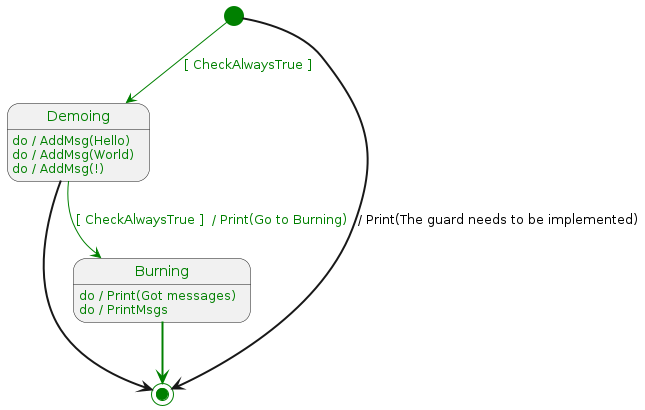 [ CheckAlwaysTrue ]
Demoing
do / AddMsg(Hello)
do / AddMsg(World)
do / AddMsg(!)
[ CheckAlwaysTrue ] / Print(Go to Burning)
/ Print(The guard needs to be implemented)
Burning
do / Print(Got messages)
do / PrintMsgs